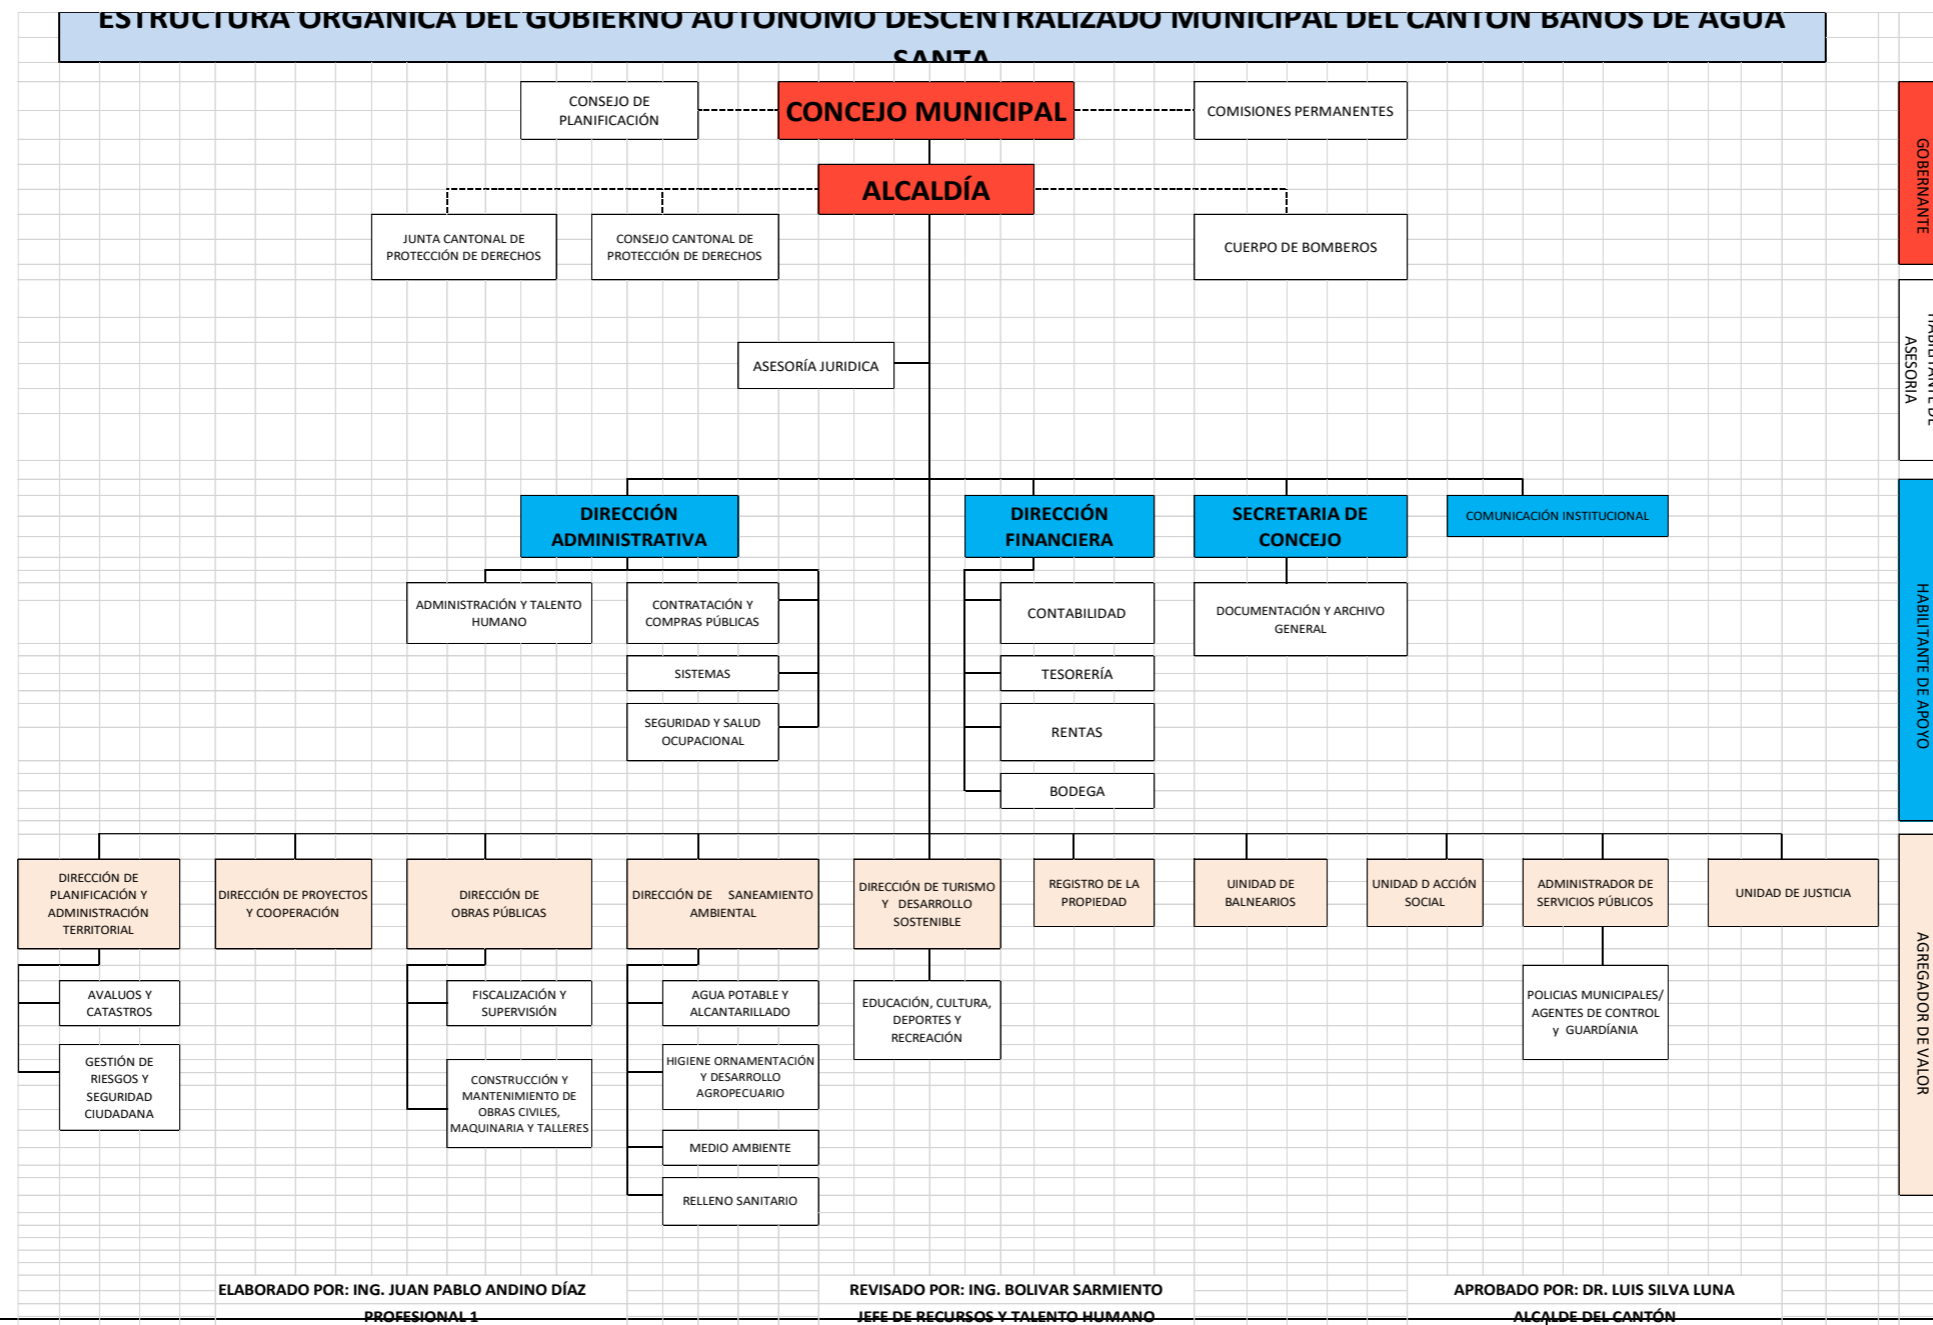 ESTRUCTURA ORGÁNICA DEL GOBIERNO AUTÓNOMO DESCENTRALIZADO MUNICIPAL DEL CANTÓN BAÑOS DE AGUA
SANTA
CONSEJO DE
PLANIFICACIÓN
CONCEJO MUNICIPAL
COMISIONES PERMANENTES
GOBERNANTE
ALCALDÍA
JUNTA CANTONAL DE
PROTECCIÓN DE DERECHOS
CONSEJO CANTONAL DE
PROTECCIÓN DE DERECHOS
CUERPO DE BOMBEROS
HABILITANTE DE
ASESORIA
ASESORÍA JURIDICA
DIRECCIÓN
ADMINISTRATIVA
DIRECCIÓN
FINANCIERA
SECRETARIA DE
CONCEJO
COMUNICACIÓN INSTITUCIONAL
HABILITANTE DE APOYO
ADMINISTRACIÓN Y TALENTO
HUMANO
CONTRATACIÓN Y
COMPRAS PÚBLICAS
SISTEMAS
SEGURIDAD Y SALUD
OCUPACIONAL
CONTABILIDAD
TESORERÍA
RENTAS
BODEGA
DOCUMENTACIÓN Y ARCHIVO
GENERAL
DIRECCIÓN DE
PLANIFICACIÓN Y
ADMINISTRACIÓN
TERRITORIAL
DIRECCIÓN DE PROYECTOS
Y COOPERACIÓN
DIRECCIÓN DE
OBRAS PÚBLICAS
DIRECCIÓN DE SANEAMIENTO
AMBIENTAL
DIRECCIÓN DE TURISMO
Y DESARROLLO
SOSTENIBLE
REGISTRO DE LA
PROPIEDAD
UINIDAD DE
BALNEARIOS
UNIDAD D ACCIÓN
SOCIAL
ADMINISTRADOR DE
SERVICIOS PÚBLICOS
UNIDAD DE JUSTICIA
AGREGADOR DE VALOR
AVALUOS Y
CATASTROS
GESTIÓN DE
RIESGOS Y
SEGURIDAD
CIUDADANA
FISCALIZACIÓN Y
SUPERVISIÓN
CONSTRUCCIÓN Y
MANTENIMIENTO DE
OBRAS CIVILES,
MAQUINARIA Y TALLERES
AGUA POTABLE Y
ALCANTARILLADO
HIGIENE ORNAMENTACIÓN
Y DESARROLLO
AGROPECUARIO
MEDIO AMBIENTE
RELLENO SANITARIO
EDUCACIÓN, CULTURA,
DEPORTES Y
RECREACIÓN
POLICIAS MUNICIPALES/
AGENTES DE CONTROL
y GUARDÍANIA
ELABORADO POR: ING. JUAN PABLO ANDINO DÍAZ
PROFESIONAL 1
REVISADO POR: ING. BOLIVAR SARMIENTO
JEFE DE RECURSOS Y TALENTO HUMANO
APROBADO POR: DR. LUIS SILVA LUNA
ALCALDE DEL CANTÓN